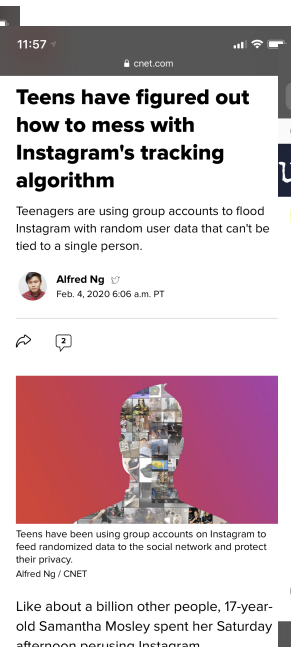 11:57
cnet.com
Teens have figured out
how to mess with
Instagram's tracking
algorithm
Teenagers are using group accounts to flood
Instagram with random user data that can't be
tied to a single person.
Alfred Ng
Feb. 4, 2020 6:06 a.m. PT
2
Teens have been using group accounts on Instagram to
feed randomized data to the social network and protect
their privacy.
Alfred Ng / CNET
Like about a billion other people, 17-year-
old Samantha Mosley spent her Saturday
afternoon perusing Instagram